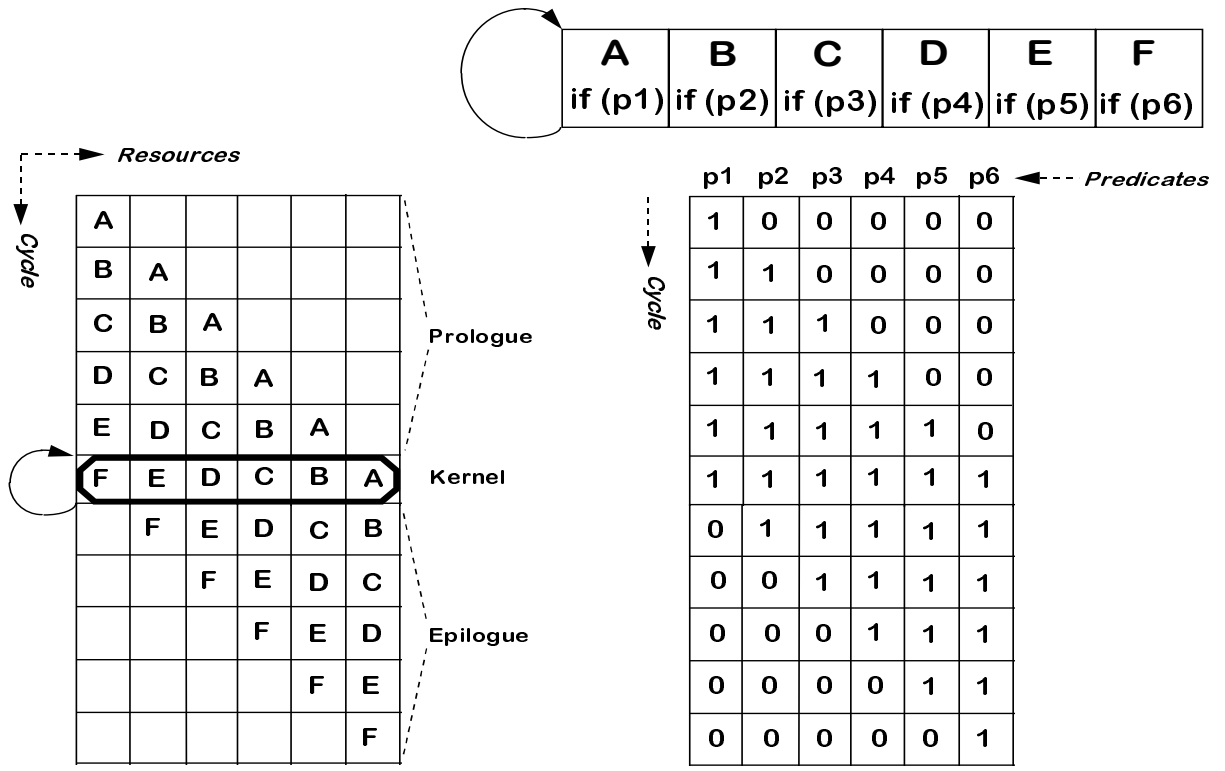 A B C D E F
if (p1) if (p2) if (p3) if (p4) if (p5) if (p6)
Resources
Cycle
A
B A
C B A
D C B A
E D C B A
F E D C B A
F E D C B
F E D C
F E D
F E
F
Prologue
Kernel
Epilogue
p1 p2 p3 p4 p5 p6
Predicates
Cycle
1 0 0 0 0 0
1 1 0 0 0 0
1 1 1 0 0 0
1 1 1 1 0 0
1 1 1 1 1 0
1 1 1 1 1 1
0 1 1 1 1 1
0 0 1 1 1 1
0 0 0 1 1 1
0 0 0 0 1 1
0 0 0 0 0 1